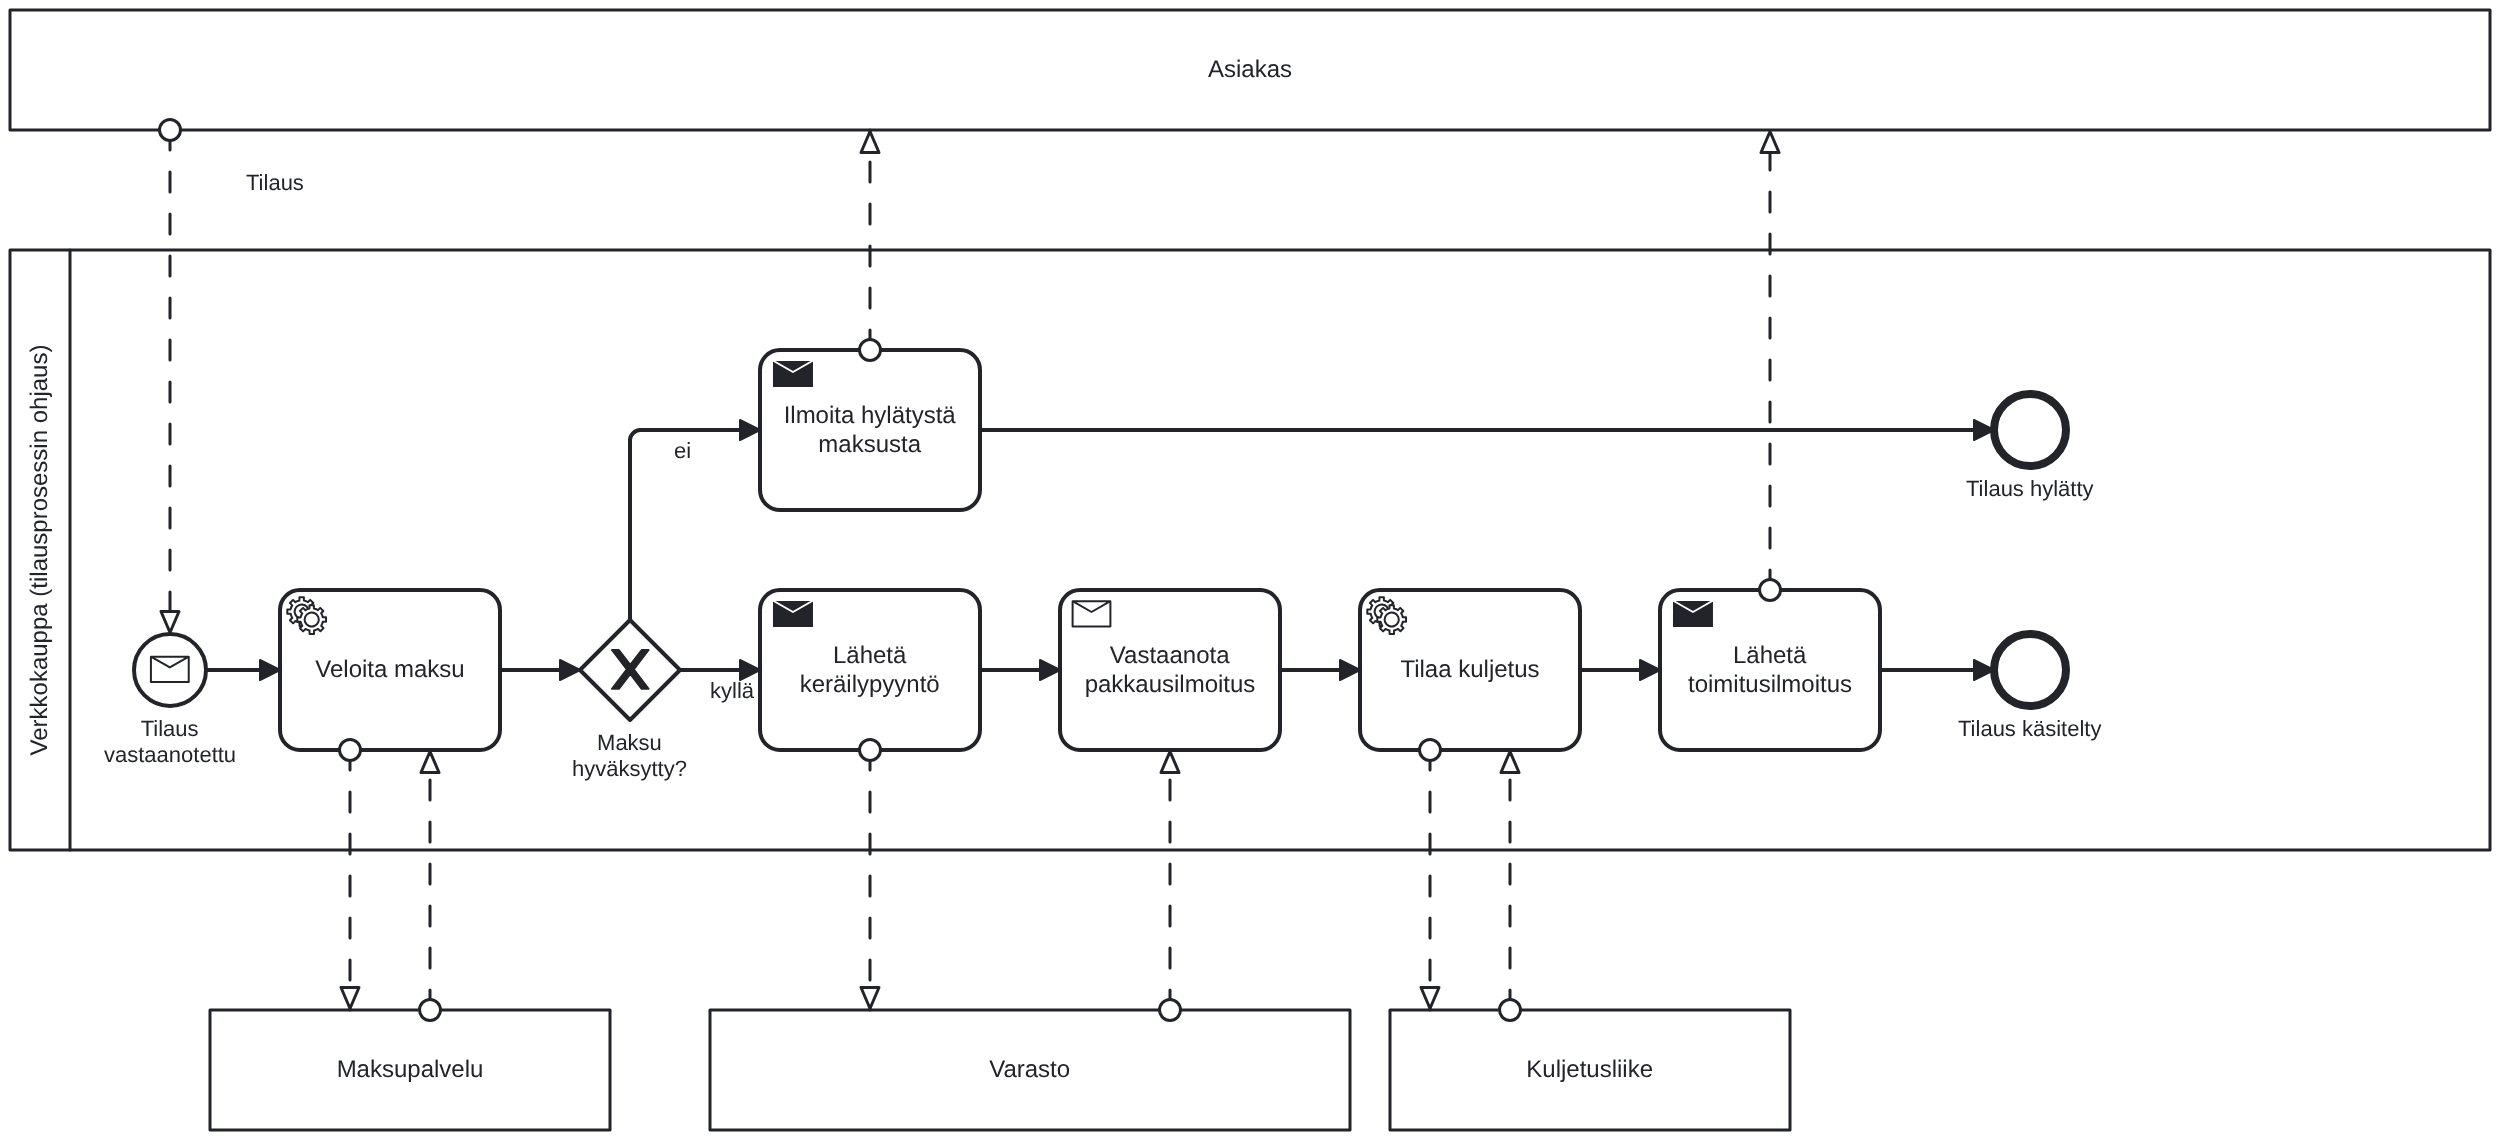 Asiakas
Tilaus
Verkkokauppa (tilausprosessin ohjaus)
Ilmoita hylätystä
maksusta
ei
Tilaus hylätty
Tilaus
vastaanotettu
Veloita maksu
Maksu
hyväksytty?
kyllä
Lähetä
keräilypyyntö
Vastaanota
pakkausilmoitus
Tilaa kuljetus
Lähetä
toimitusilmoitus
Tilaus käsitelty
Maksupalvelu
Varasto
Kuljetusliike